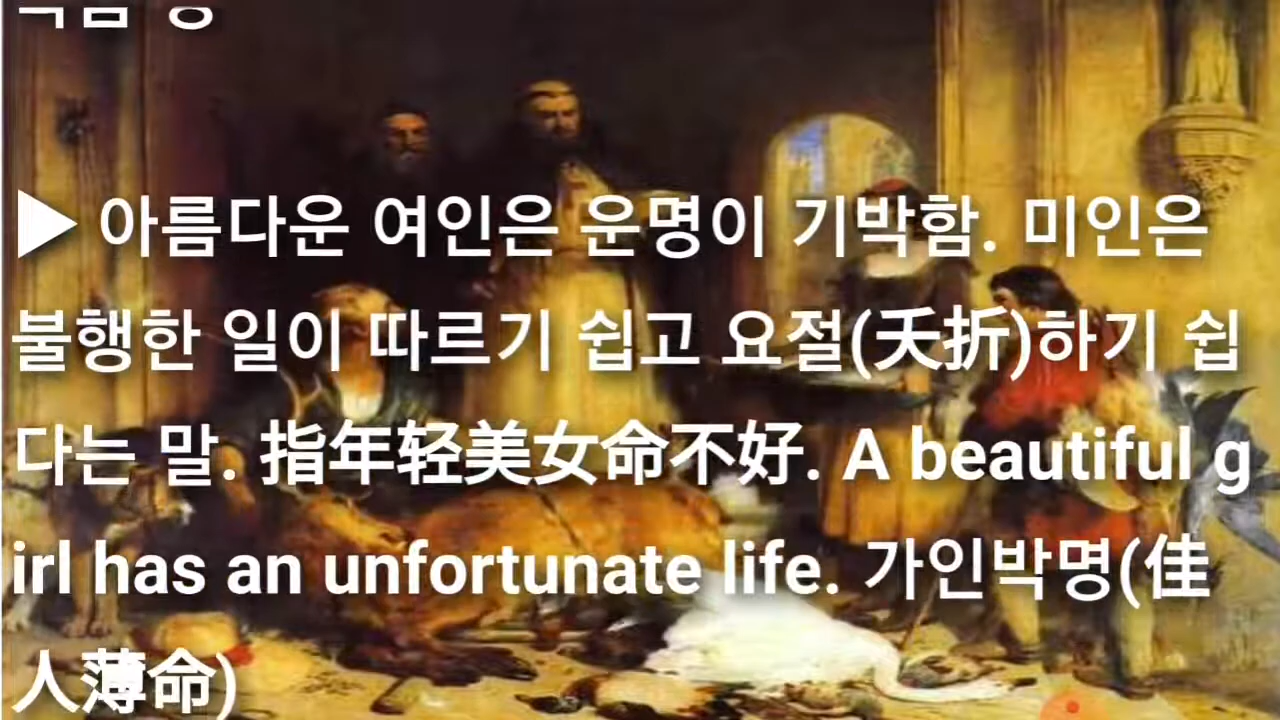 ▶ 아름다운 여인은 운명이 기박함. 미인은
불행한 일이 따르기 쉽고 요절(夭折)하기 쉽
다는 말. 指年轻美女命不好. A beautiful g
irl has an unfortunate life. 가인박명(佳
人薄命)